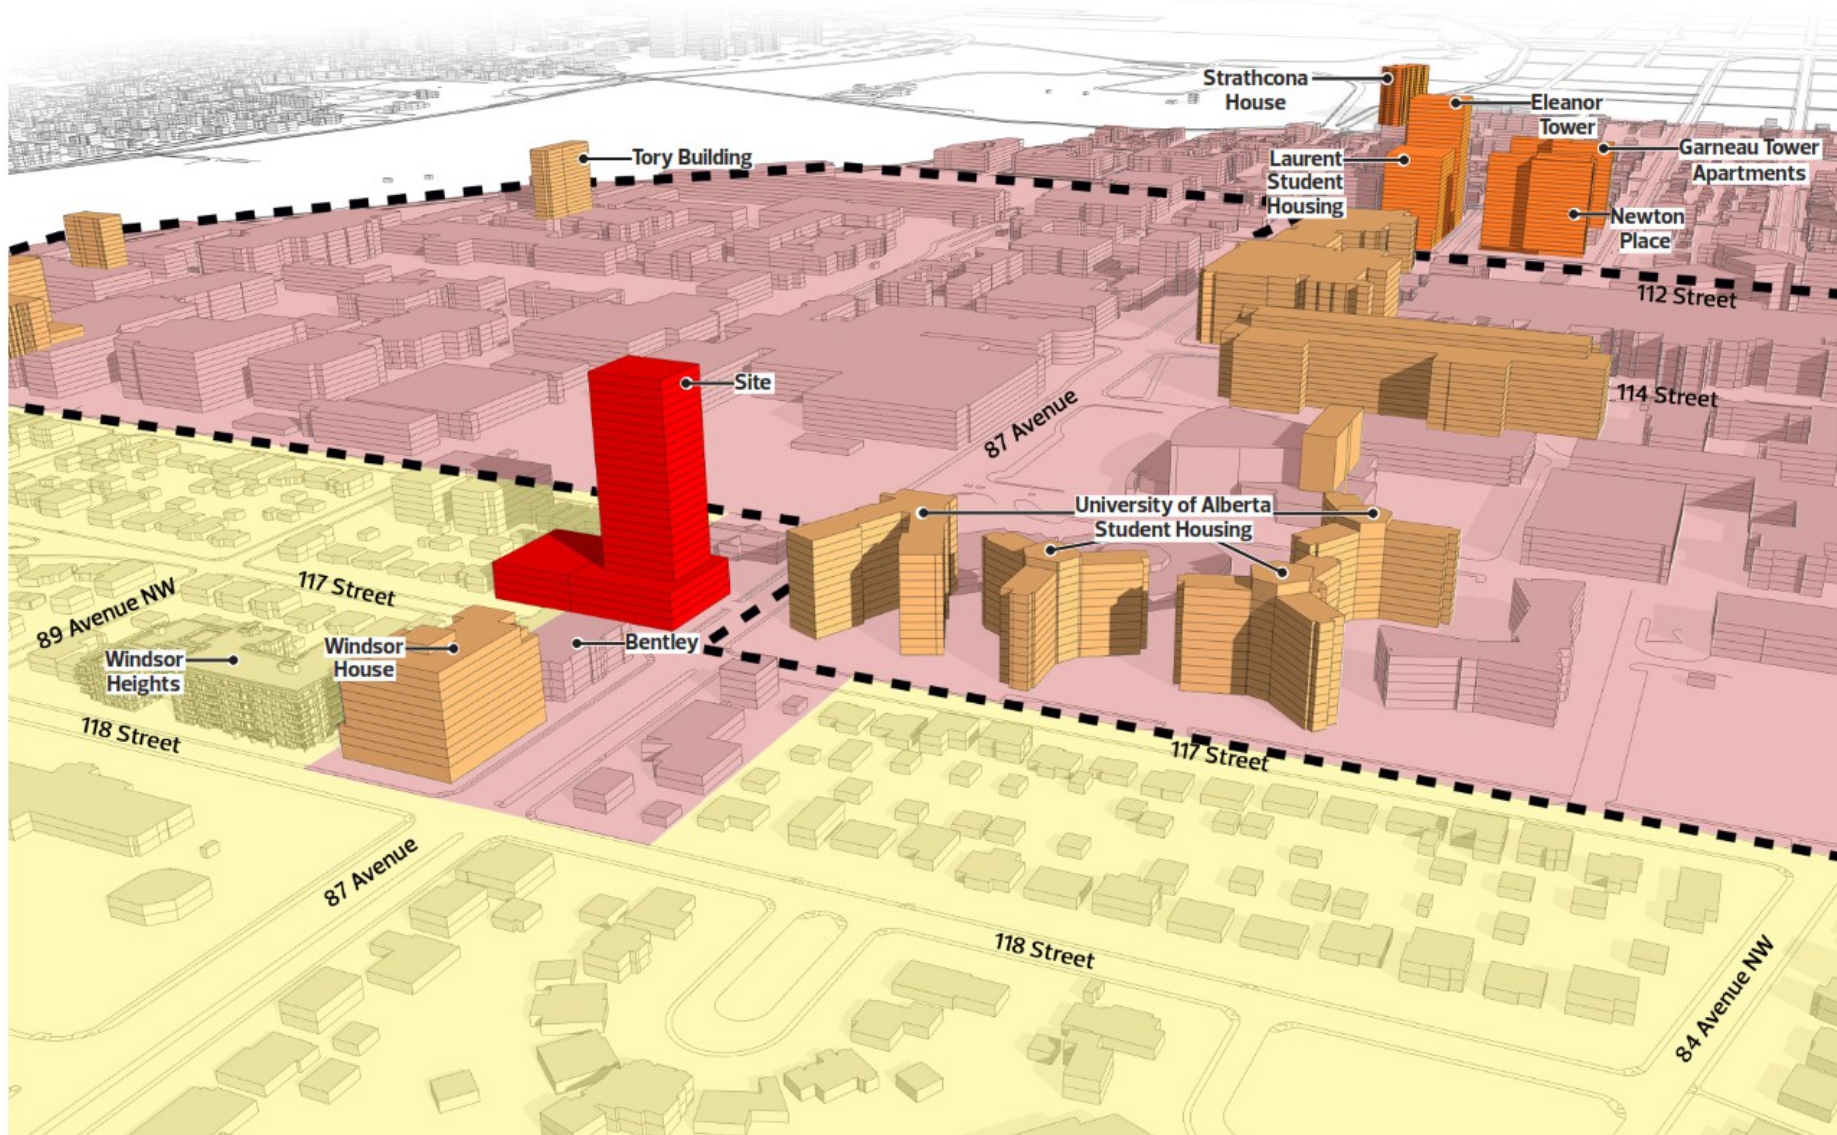 Strathcona
House
Eleanor
Tower
Tory Building
Laurent
Student
Housing
Garneau Tower
Apartments
Newton
Place
112 Street
Site
114 Street
87 Avenue
University of Alberta
Student Housing
117 Street
89 Avenue NW
Windsor
Heights
Windsor
House
Bentley
118 Street
117 Street
87 Avenue
118 Street
84 Avenue NW